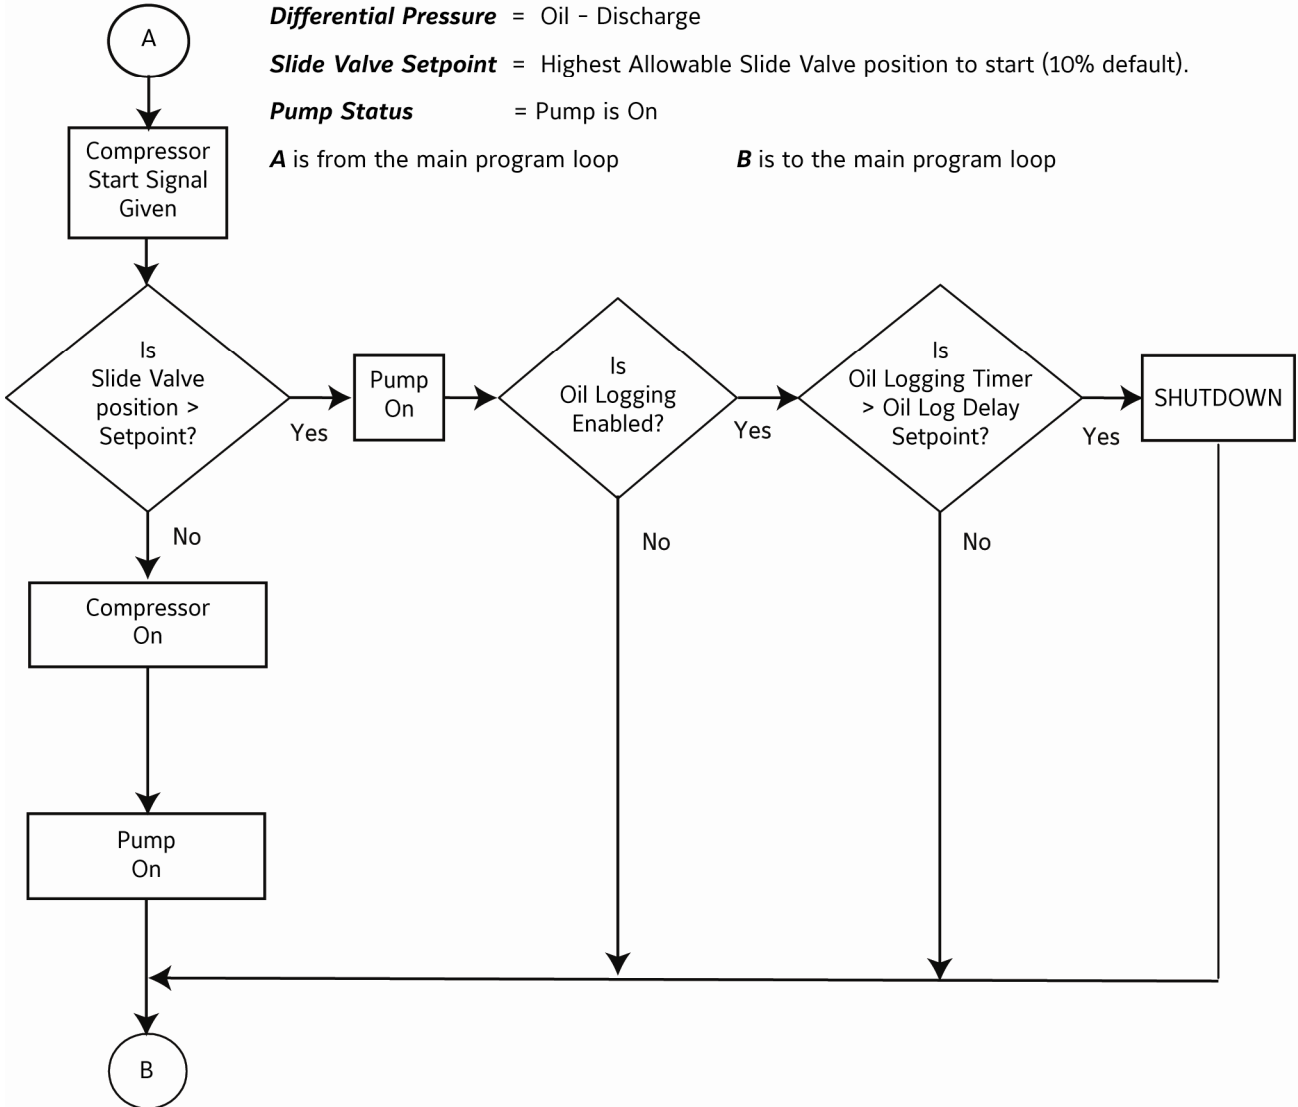 A
Differential Pressure = Oil - Discharge
Slide Valve Setpoint = Highest Allowable Slide Valve position to start (10% default).
Pump Status = Pump is On
A is from the main program loop
B is to the main program loop
Compressor
Start Signal
Given
Is
Slide Valve
position >
Setpoint?
Yes
Pump
On
Is
Oil Logging
Enabled?
Yes
Is
Oil Logging Timer
> Oil Log Delay
Setpoint?
Yes
SHUTDOWN
No
No
No
Compressor
On
Pump
On
B